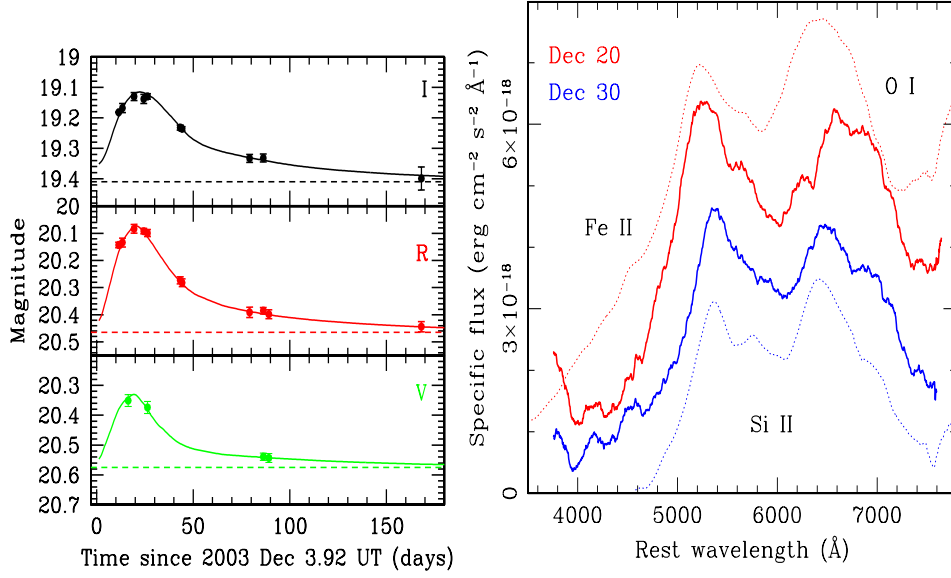 19
19.1
19.2
19.3
19.4
20
I
20.1
20.2
20.3
20.4
20.5
R
20.3
20.4
20.5
20.6
20.7
V
Magnitude
0 50 100 150
Time since 2003 Dec 3.92 UT (days)
Dec 20
Dec 30
O I
Fe II
Si II
Specific flux (erg cm⁻² s⁻² Å⁻¹)
6×10⁻¹⁸
3×10⁻¹⁸
0
4000 5000 6000 7000
Rest wavelength (Å)